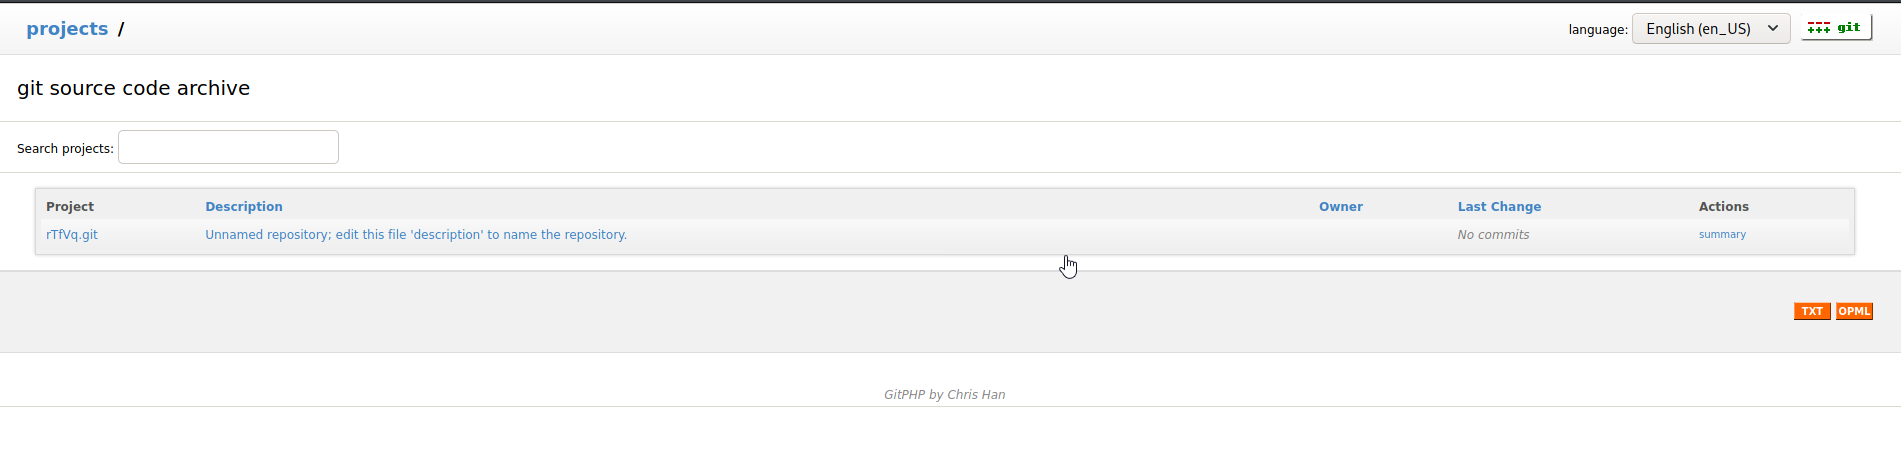 projects /
language: English (en_US) git
git source code archive
Search projects:
Project Description Owner Last Change Actions
rTfVq.git Unnamed repository; edit this file 'description' to name the repository. No commits summary
TXT OPML
GitPHP by Chris Han